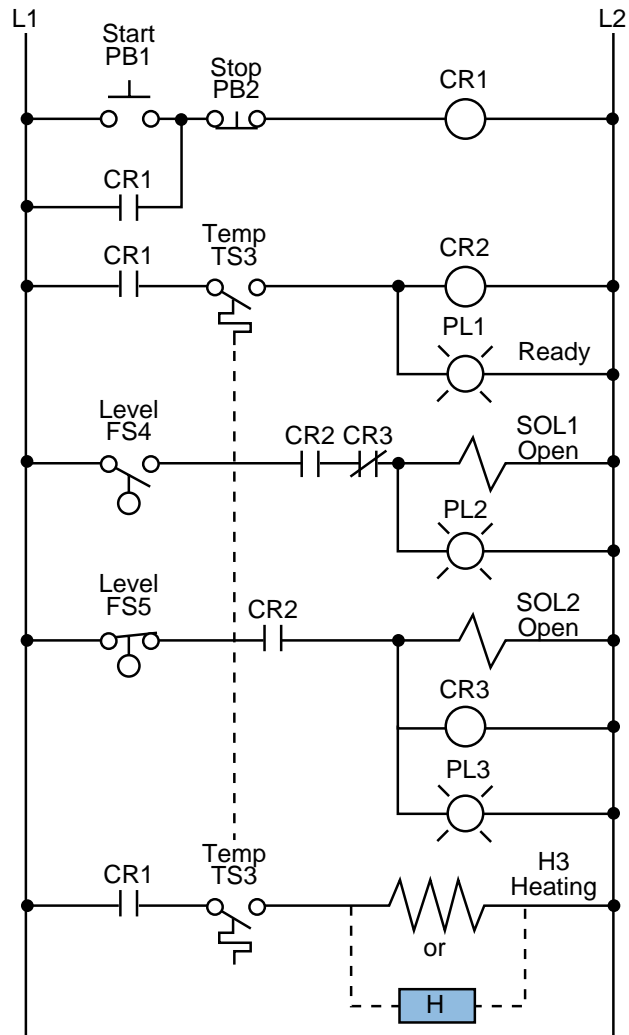 L1
L2
Start
PB1
Stop
PB2
CR1
CR1
CR1
Temp
TS3
CR2
PL1
Ready
Level
FS4
CR2
CR3
SOL1
Open
PL2
Level
FS5
CR2
SOL2
Open
CR3
PL3
CR1
Temp
TS3
H3
Heating
or
H